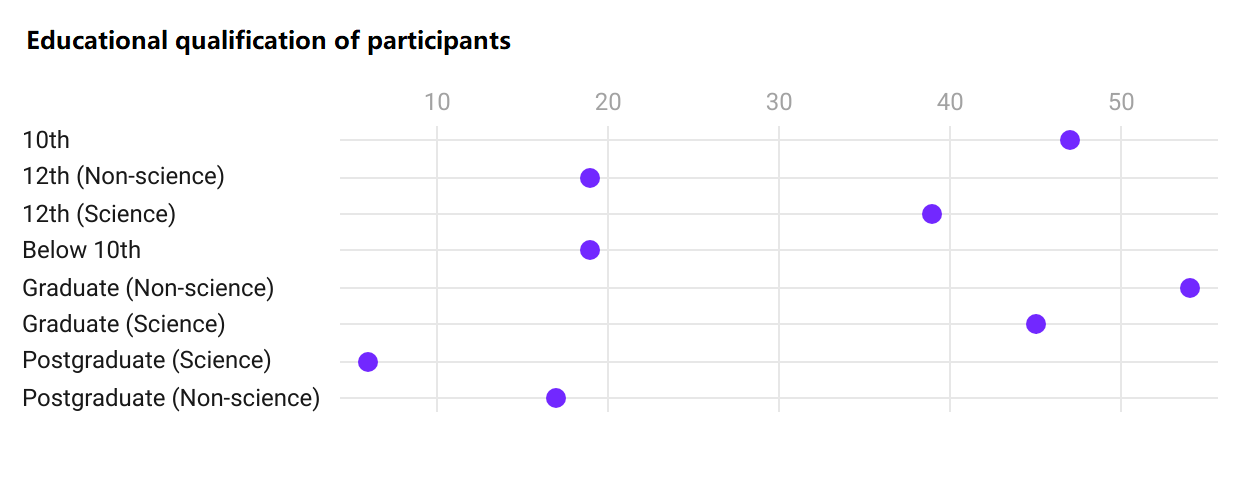 Educational qualification of participants
10 20 30 40 50
10th
12th (Non-science)
12th (Science)
Below 10th
Graduate (Non-science)
Graduate (Science)
Postgraduate (Science)
Postgraduate (Non-science)